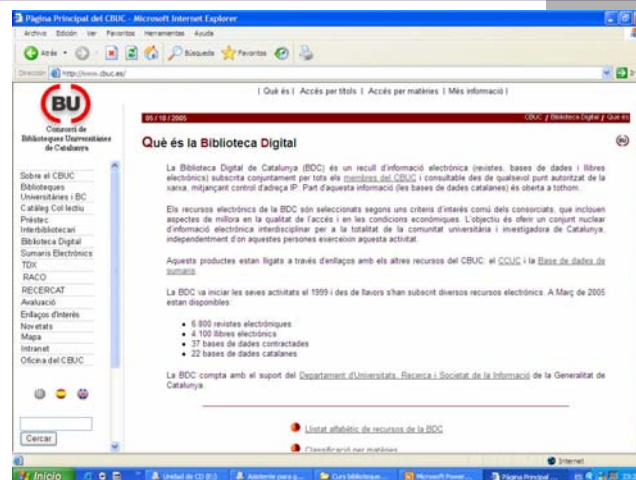 Pàgina Principal del CBUC - Microsoft Internet Explorer
Archivo Edición Ver Favoritos Herramientas Ayuda
Atrás Búsqueda Favoritos
Dirección http://www.cbuc.es/
| Què és | Accés per títols | Accés per matèries | Més informació |
BU
Consorci de
Biblioteques Universitàries
de Catalunya
05 / 10 / 2005
CBUC / Biblioteca Digital / Què és
Què és la Biblioteca Digital
La Biblioteca Digital de Catalunya (BDC) és un recull d'informació electrònica (revistes, bases de dades i llibres
electrònics) subscrita conjuntament per tots els membres del CBUC i consultable des de qualsevol punt autoritzat de la
xarxa, mitjançant control d'adreça IP. Part d'aquesta informació (les bases de dades catalanes) és oberta a tothom.
Els recursos electrònics de la BDC són seleccionats segons uns criteris d'interès comú dels consorciats, que inclouen
aspectes de millora en la qualitat de l'accés i en les condicions econòmiques. L'objectiu és oferir un conjunt nuclear
d'informació electrònica interdisciplinar per a la totalitat de la comunitat universitària i investigadora de Catalunya,
independentment d'on aquestes persones exerceixin aquesta activitat.
Aquests productes estan lligats a través d'enllaços amb els altres recursos del CBUC: el CCUC i la Base de dades de
sumaris.
La BDC va iniciar les seves activitats el 1999 i des de llavors s'han subscrit diversos recursos electrònics. A Març de 2005
estan disponibles:
6.800 revistes electròniques
4.100 llibres electrònics
37 bases de dades contractades
22 bases de dades catalanes
La BDC compta amb el suport del Departament d'Universitats, Recerca i Societat de la Informació de la Generalitat de
Catalunya.
Llistat alfabètic de recursos de la BDC
Classificació per matèries
Sobre el CBUC
Biblioteques
Universitàries i BC
Catàleg Col·lectiu
Préstec
Interbibliotecari
Biblioteca Digital
Sumaris Electrònics
TDX
RACO
RECERCAT
Avaluació
Enllaços d'Interès
Novetats
Mapa
Intranet
Oficina del CBUC
Cercar
Internet
Inicio Unidad de CD (E:) Asistente para g... Curs biblioteque... Microsoft Power... Pàgina Principal ...